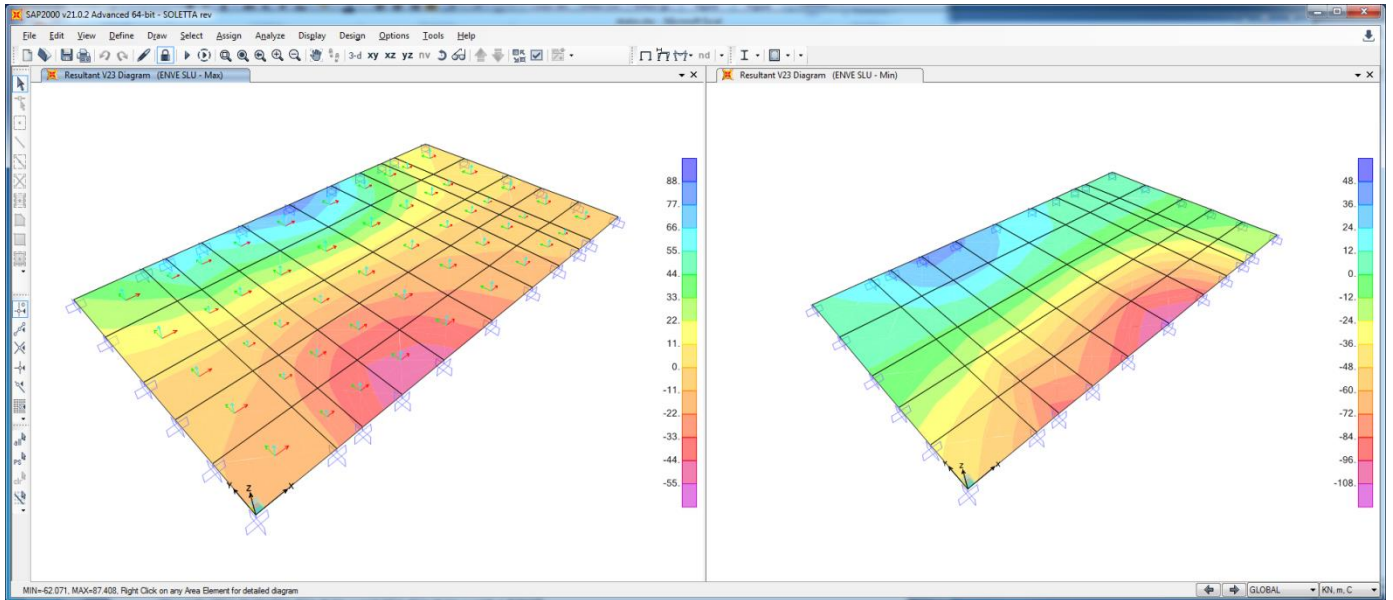 SAP2000 v21.0.2 Advanced 64-bit - SOLETTA rev
File Edit View Define Draw Select Assign Analyze Display Design Options Tools Help
3-d xy xz yz nv
nd
Resultant V23 Diagram (ENVE SLU - Max)
Resultant V23 Diagram (ENVE SLU - Min)
88.
77.
66.
55.
44.
33.
22.
11.
0.
-11.
-22.
-33.
-44.
-55.
Y Z X
48.
36.
24.
12.
0.
-12.
-24.
-36.
-48.
-60.
-72.
-84.
-96.
-108.
Y Z X
MIN=-62.071, MAX=87.408, Right Click on any Area Element for detailed diagram
GLOBAL
KN, m, C